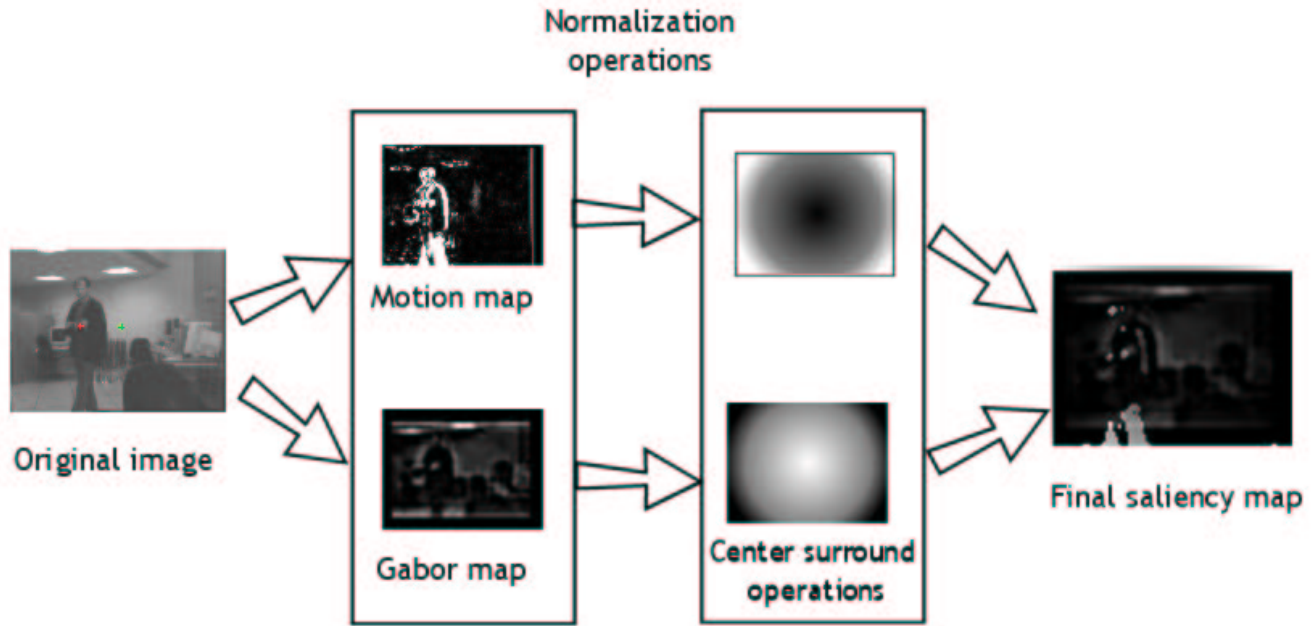 Normalization
operations
Original image
Motion map
Gabor map
Center surround
operations
Final saliency map